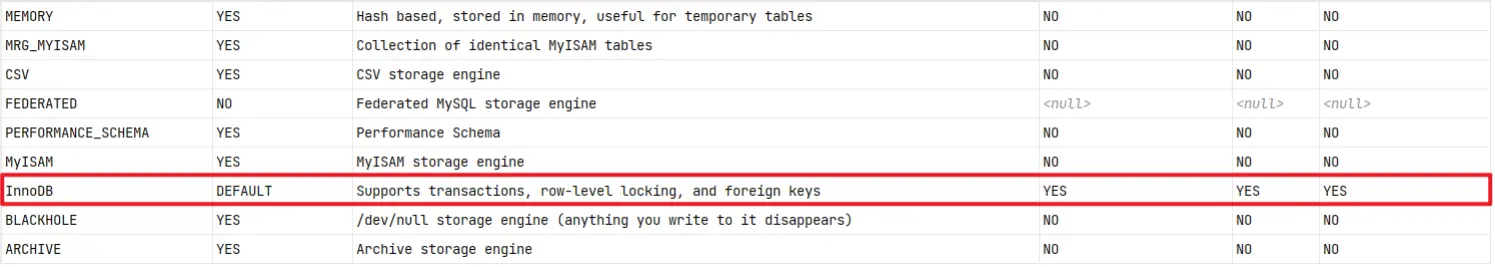 MEMORY YES Hash based, stored in memory, useful for temporary tables NO NO NO
MRG_MYISAM YES Collection of identical MyISAM tables NO NO NO
CSV YES CSV storage engine NO NO NO
FEDERATED NO Federated MySQL storage engine <null> <null> <null>
PERFORMANCE_SCHEMA YES Performance Schema NO NO NO
MyISAM YES MyISAM storage engine NO NO NO
InnoDB DEFAULT Supports transactions, row-level locking, and foreign keys YES YES YES
BLACKHOLE YES /dev/null storage engine (anything you write to it disappears) NO NO NO
ARCHIVE YES Archive storage engine NO NO NO